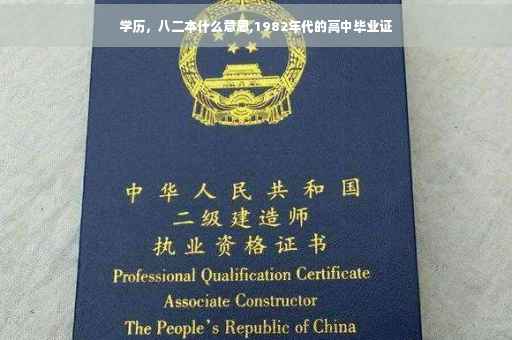 学历，八二本什么意思,1982年代的高中毕业证
中华人民共和国
二级建造师
执业资格证书
Professional Qualification Certificate
Associate Constructor
The People's Republic of China